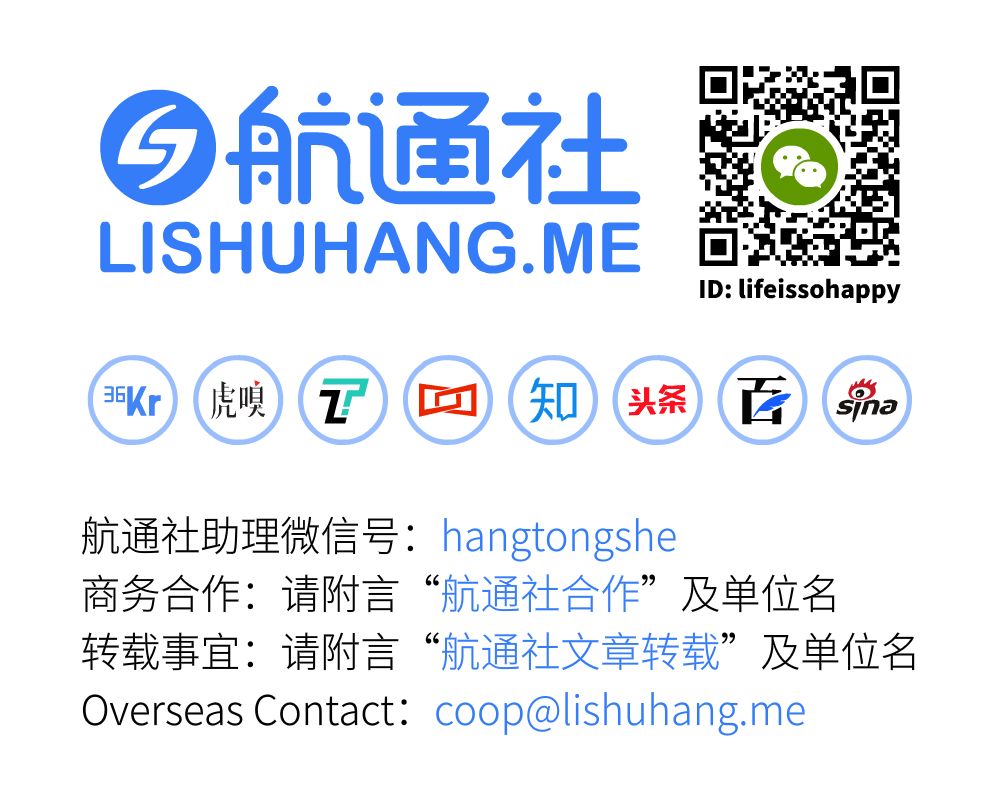 航通社
LISHUHANG.ME
ID: lifeissohappy
36Kr
虎嗅
知
头条
百
sina
航通社助理微信号：hangtongshe
商务合作：请附言“航通社合作”及单位名
转载事宜：请附言“航通社文章转载”及单位名
Overseas Contact：coop@lishuhang.me